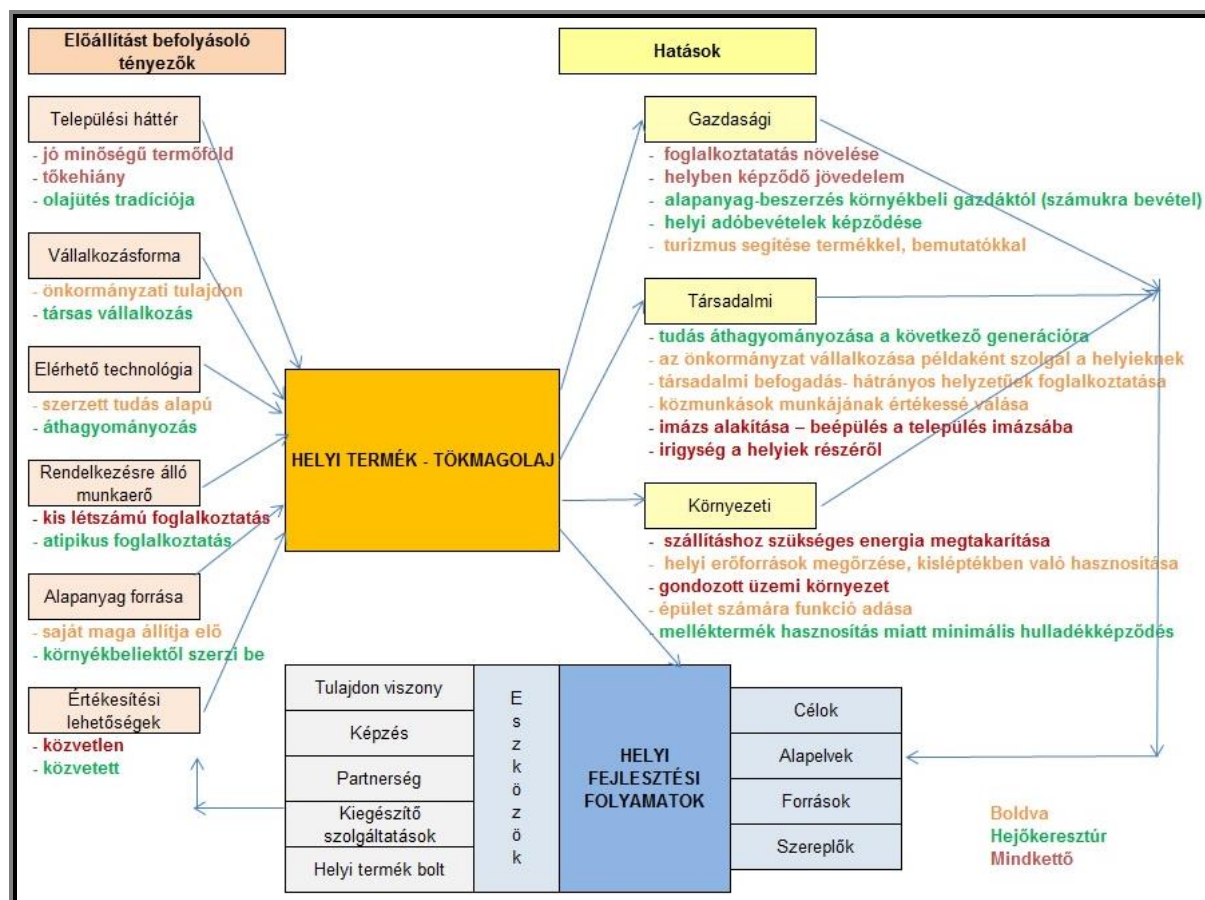 Előállítást befolyásoló
tényezők
Települési háttér
- jó minőségű termőföld
- tőkehiány
- olajütés tradíciója
Vállalkozásforma
- önkormányzati tulajdon
- társas vállalkozás
Elérhető technológia
- szerzett tudás alapú
- áthagyományozás
Rendelkezésre álló
munkaerő
- kis létszámú foglalkoztatás
- atipikus foglalkoztatás
Alapanyag forrása
- saját maga állítja elő
- környékbeliektől szerzi be
Értékesítési
lehetőségek
- közvetlen
- közvetett
HELYI TERMÉK - TÖKMAGOLAJ
Hatások
Gazdasági
- foglalkoztatatás növelése
- helyben képződő jövedelem
- alapanyag-beszerzés környékbeli gazdáktól (számukra bevétel)
- helyi adóbevételek képződése
- turizmus segítése termékkel, bemutatókkal
Társadalmi
- tudás áthagyományozása a következő generációra
- az önkormányzat vállalkozása példaként szolgál a helyieknek
- társadalmi befogadás- hátrányos helyzetűek foglalkoztatása
- közmunkások munkájának értékessé válása
- imázs alakítása – beépülés a település imázsába
- irigység a helyiek részéről
Környezeti
- szállításhoz szükséges energia megtakarítása
- helyi erőforrások megőrzése, kisléptékben való hasznosítása
- gondozott üzemi környezet
- épület számára funkció adása
- melléktermék hasznosítás miatt minimális hulladékképződés
Tulajdon viszony
Képzés
Partnerség
Kiegészítő
szolgáltatások
Helyi termék bolt
E
s
z
k
ö
z
ö
k
HELYI
FEJLESZTÉSI
FOLYAMATOK
Célok
Alapelvek
Források
Szereplők
Boldva
Hejőkeresztúr
Mindkettő